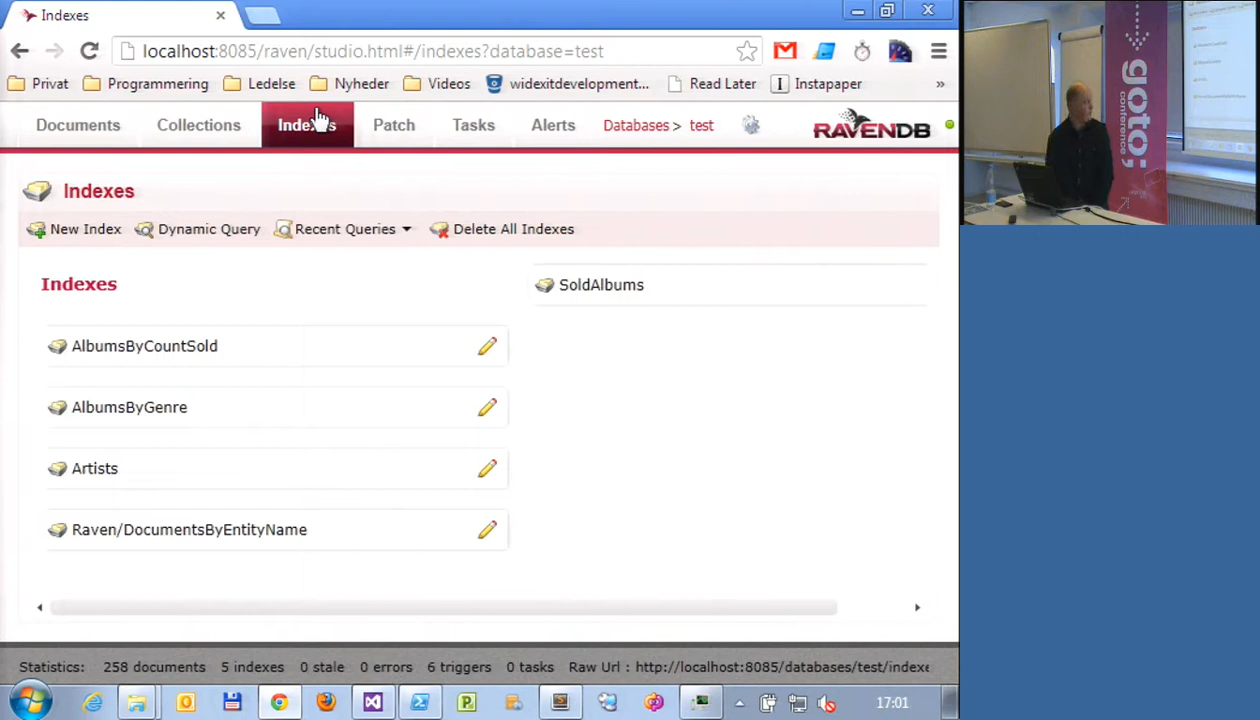 Indexes
localhost:8085/raven/studio.html#/indexes?database=test
Privat Programmering Ledelse Nyheder Videos widexitdevelopment... Read Later Instapaper »
Documents Collections Indexes Patch Tasks Alerts Databases > test RAVENDB
Indexes
New Index Dynamic Query Recent Queries Delete All Indexes
Indexes
AlbumsByCountSold
AlbumsByGenre
Artists
Raven/DocumentsByEntityName
SoldAlbums
Statistics: 258 documents 5 indexes 0 stale 0 errors 6 triggers 0 tasks Raw Url : http://localhost:8085/databases/test/indexe
17:01
goto;
conference